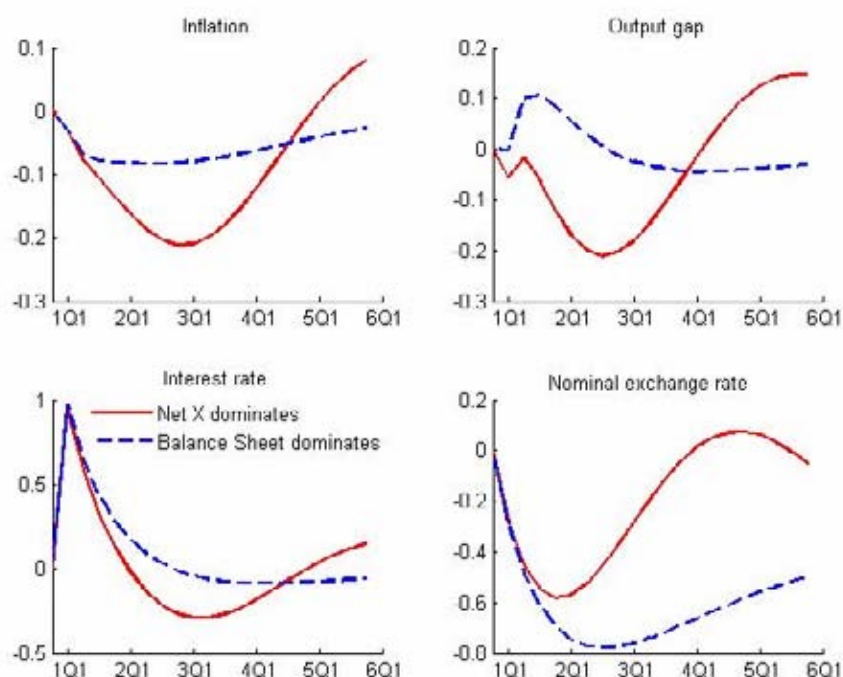 Inflation
0.1
0
-0.1
-0.2
-0.3
1Q1 2Q1 3Q1 4Q1 5Q1 6Q1
Output gap
0.2
0.1
0
-0.1
-0.2
-0.3
1Q1 2Q1 3Q1 4Q1 5Q1 6Q1
Interest rate
1
0.5
0
-0.5
Net X dominates
Balance Sheet dominates
1Q1 2Q1 3Q1 4Q1 5Q1 6Q1
Nominal exchange rate
0.2
0
-0.2
-0.4
-0.6
-0.8
1Q1 2Q1 3Q1 4Q1 5Q1 6Q1